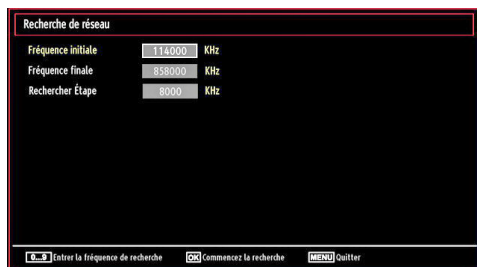 Recherche de réseau
Fréquence initiale 114000 KHz
Fréquence finale 858000 KHz
Rechercher Étape 8000 KHz
0...9 Entrer la fréquence de recherche OK Commencez la recherche MENU Quitter